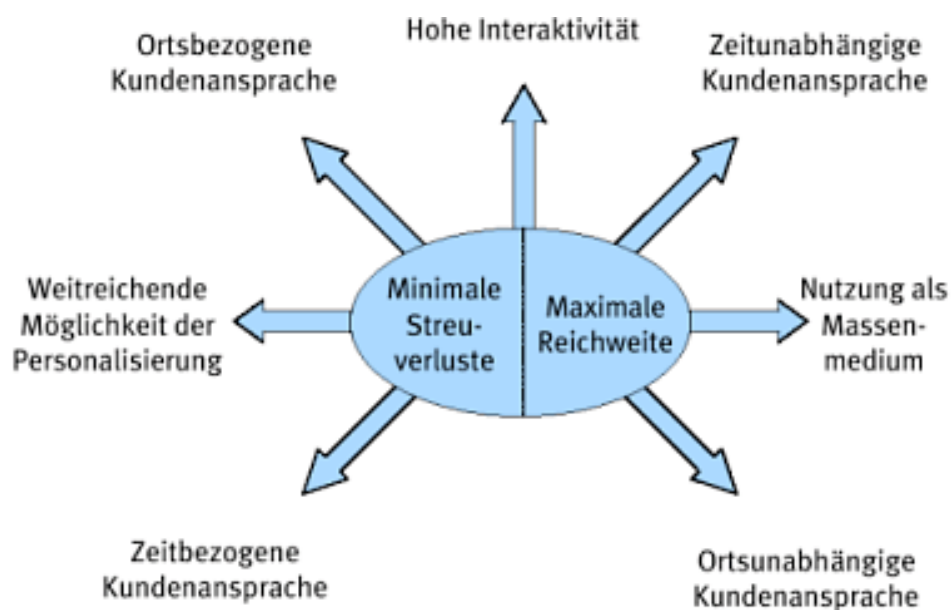 Ortsbezogene
Kundenansprache
Hohe Interaktivität
Zeitunabhängige
Kundenansprache
Weitreichende
Möglichkeit der
Personalisierung
Minimale
Streu-
verluste
Maximale
Reichweite
Nutzung als
Massen-
medium
Zeitbezogene
Kundenansprache
Ortsunabhängige
Kundenansprache